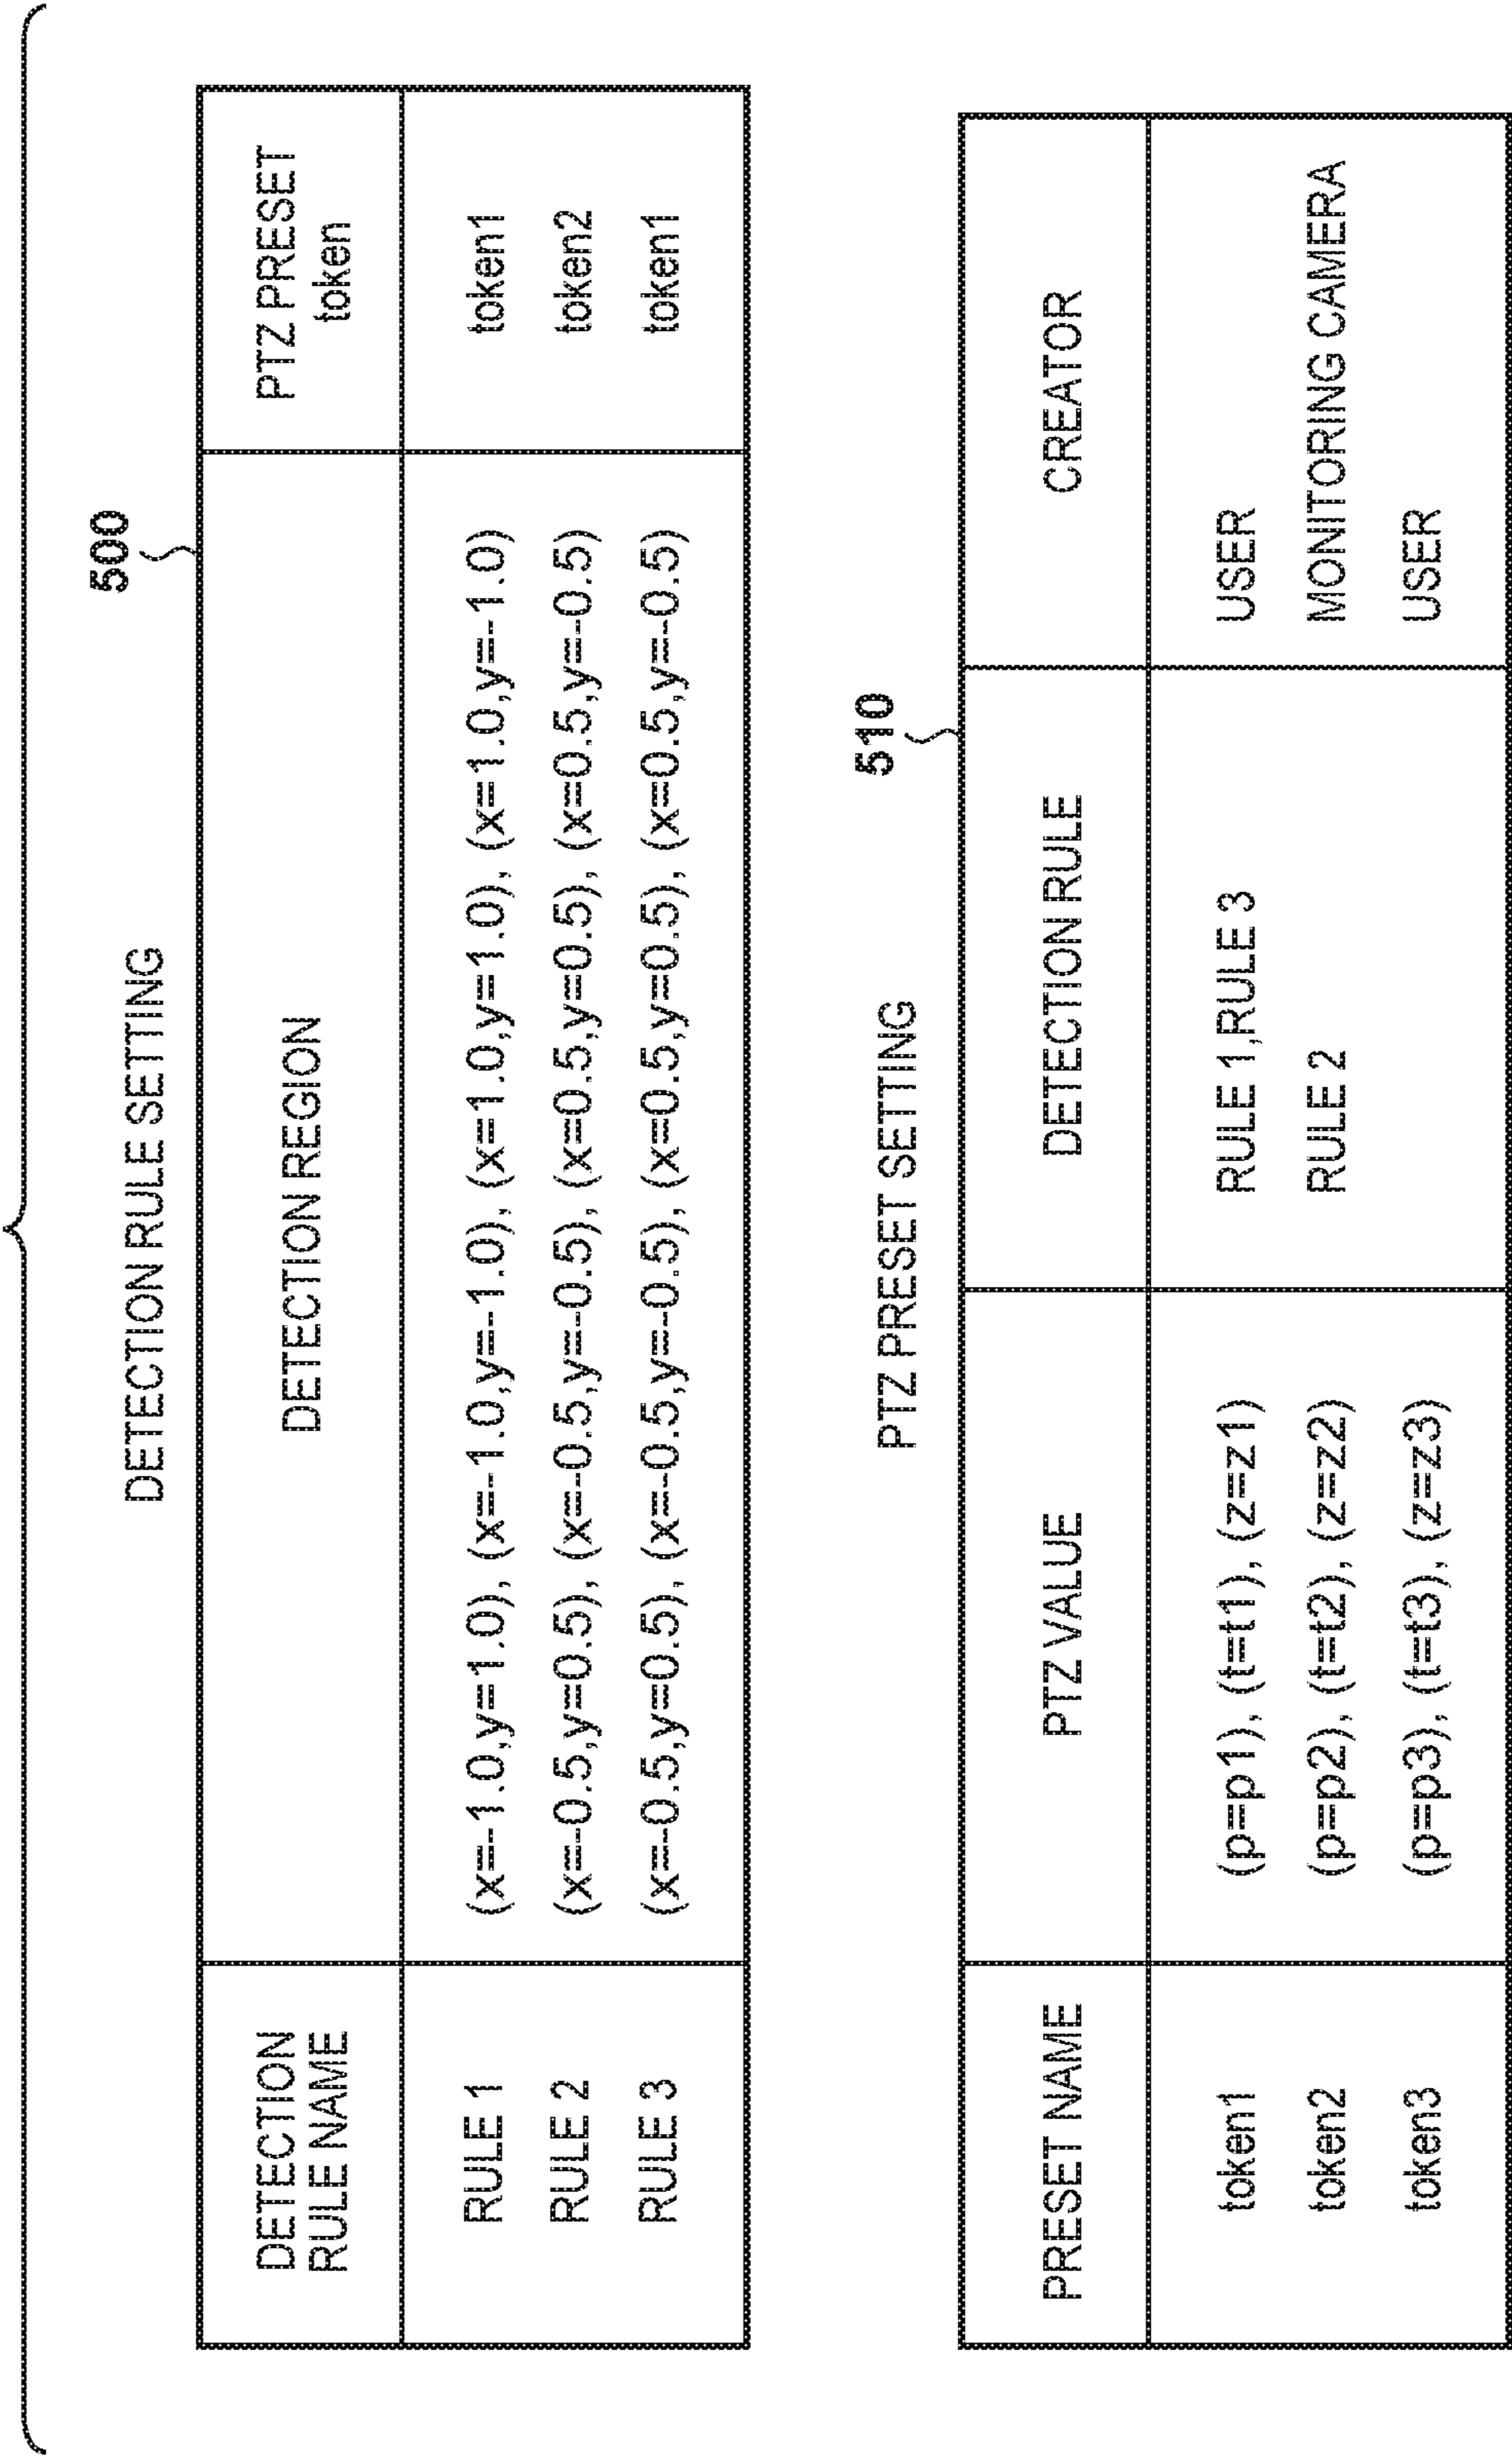 DETECTION RULE SETTING
500
DETECTION
RULE NAME
DETECTION REGION
PTZ PRESET
token
RULE 1 (x=-1.0,y=1.0), (x=-1.0,y=-1.0), (x=1.0,y=1.0), (x=1.0,y=-1.0) token1
RULE 2 (x=-0.5,y=0.5), (x=-0.5,y=-0.5), (x=0.5,y=0.5), (x=0.5,y=-0.5) token2
RULE 3 (x=-0.5,y=0.5), (x=-0.5,y=-0.5), (x=0.5,y=0.5), (x=0.5,y=-0.5) token1
PTZ PRESET SETTING
510
PRESET NAME PTZ VALUE DETECTION RULE CREATOR
token1 (p=p1), (t=t1), (z=z1) RULE 1,RULE 3 USER
token2 (p=p2), (t=t2), (z=z2) RULE 2 MONITORING CAMERA
token3 (p=p3), (t=t3), (z=z3) USER